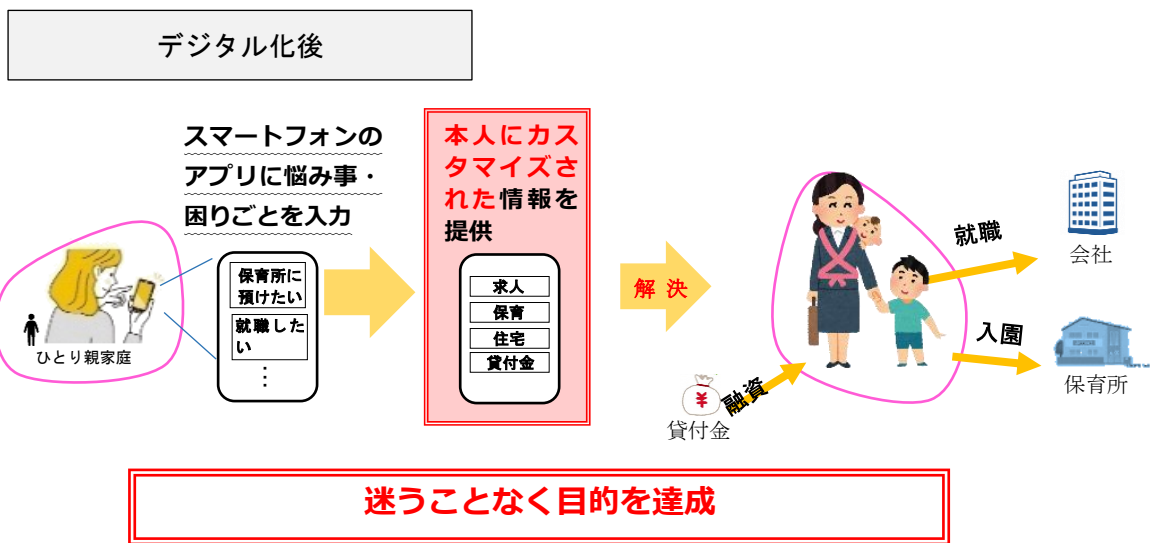 デジタル化後
スマートフォンの
アプリに悩み事・
困りごとを入力
保育所に
預けたい
就職した
い
⋮
ひとり親家庭
本人にカス
タマイズさ
れた情報を
提供
求人
保育
住宅
貸付金
解 決
就職
会社
入園
保育所
¥
融資
貸付金
迷うことなく目的を達成